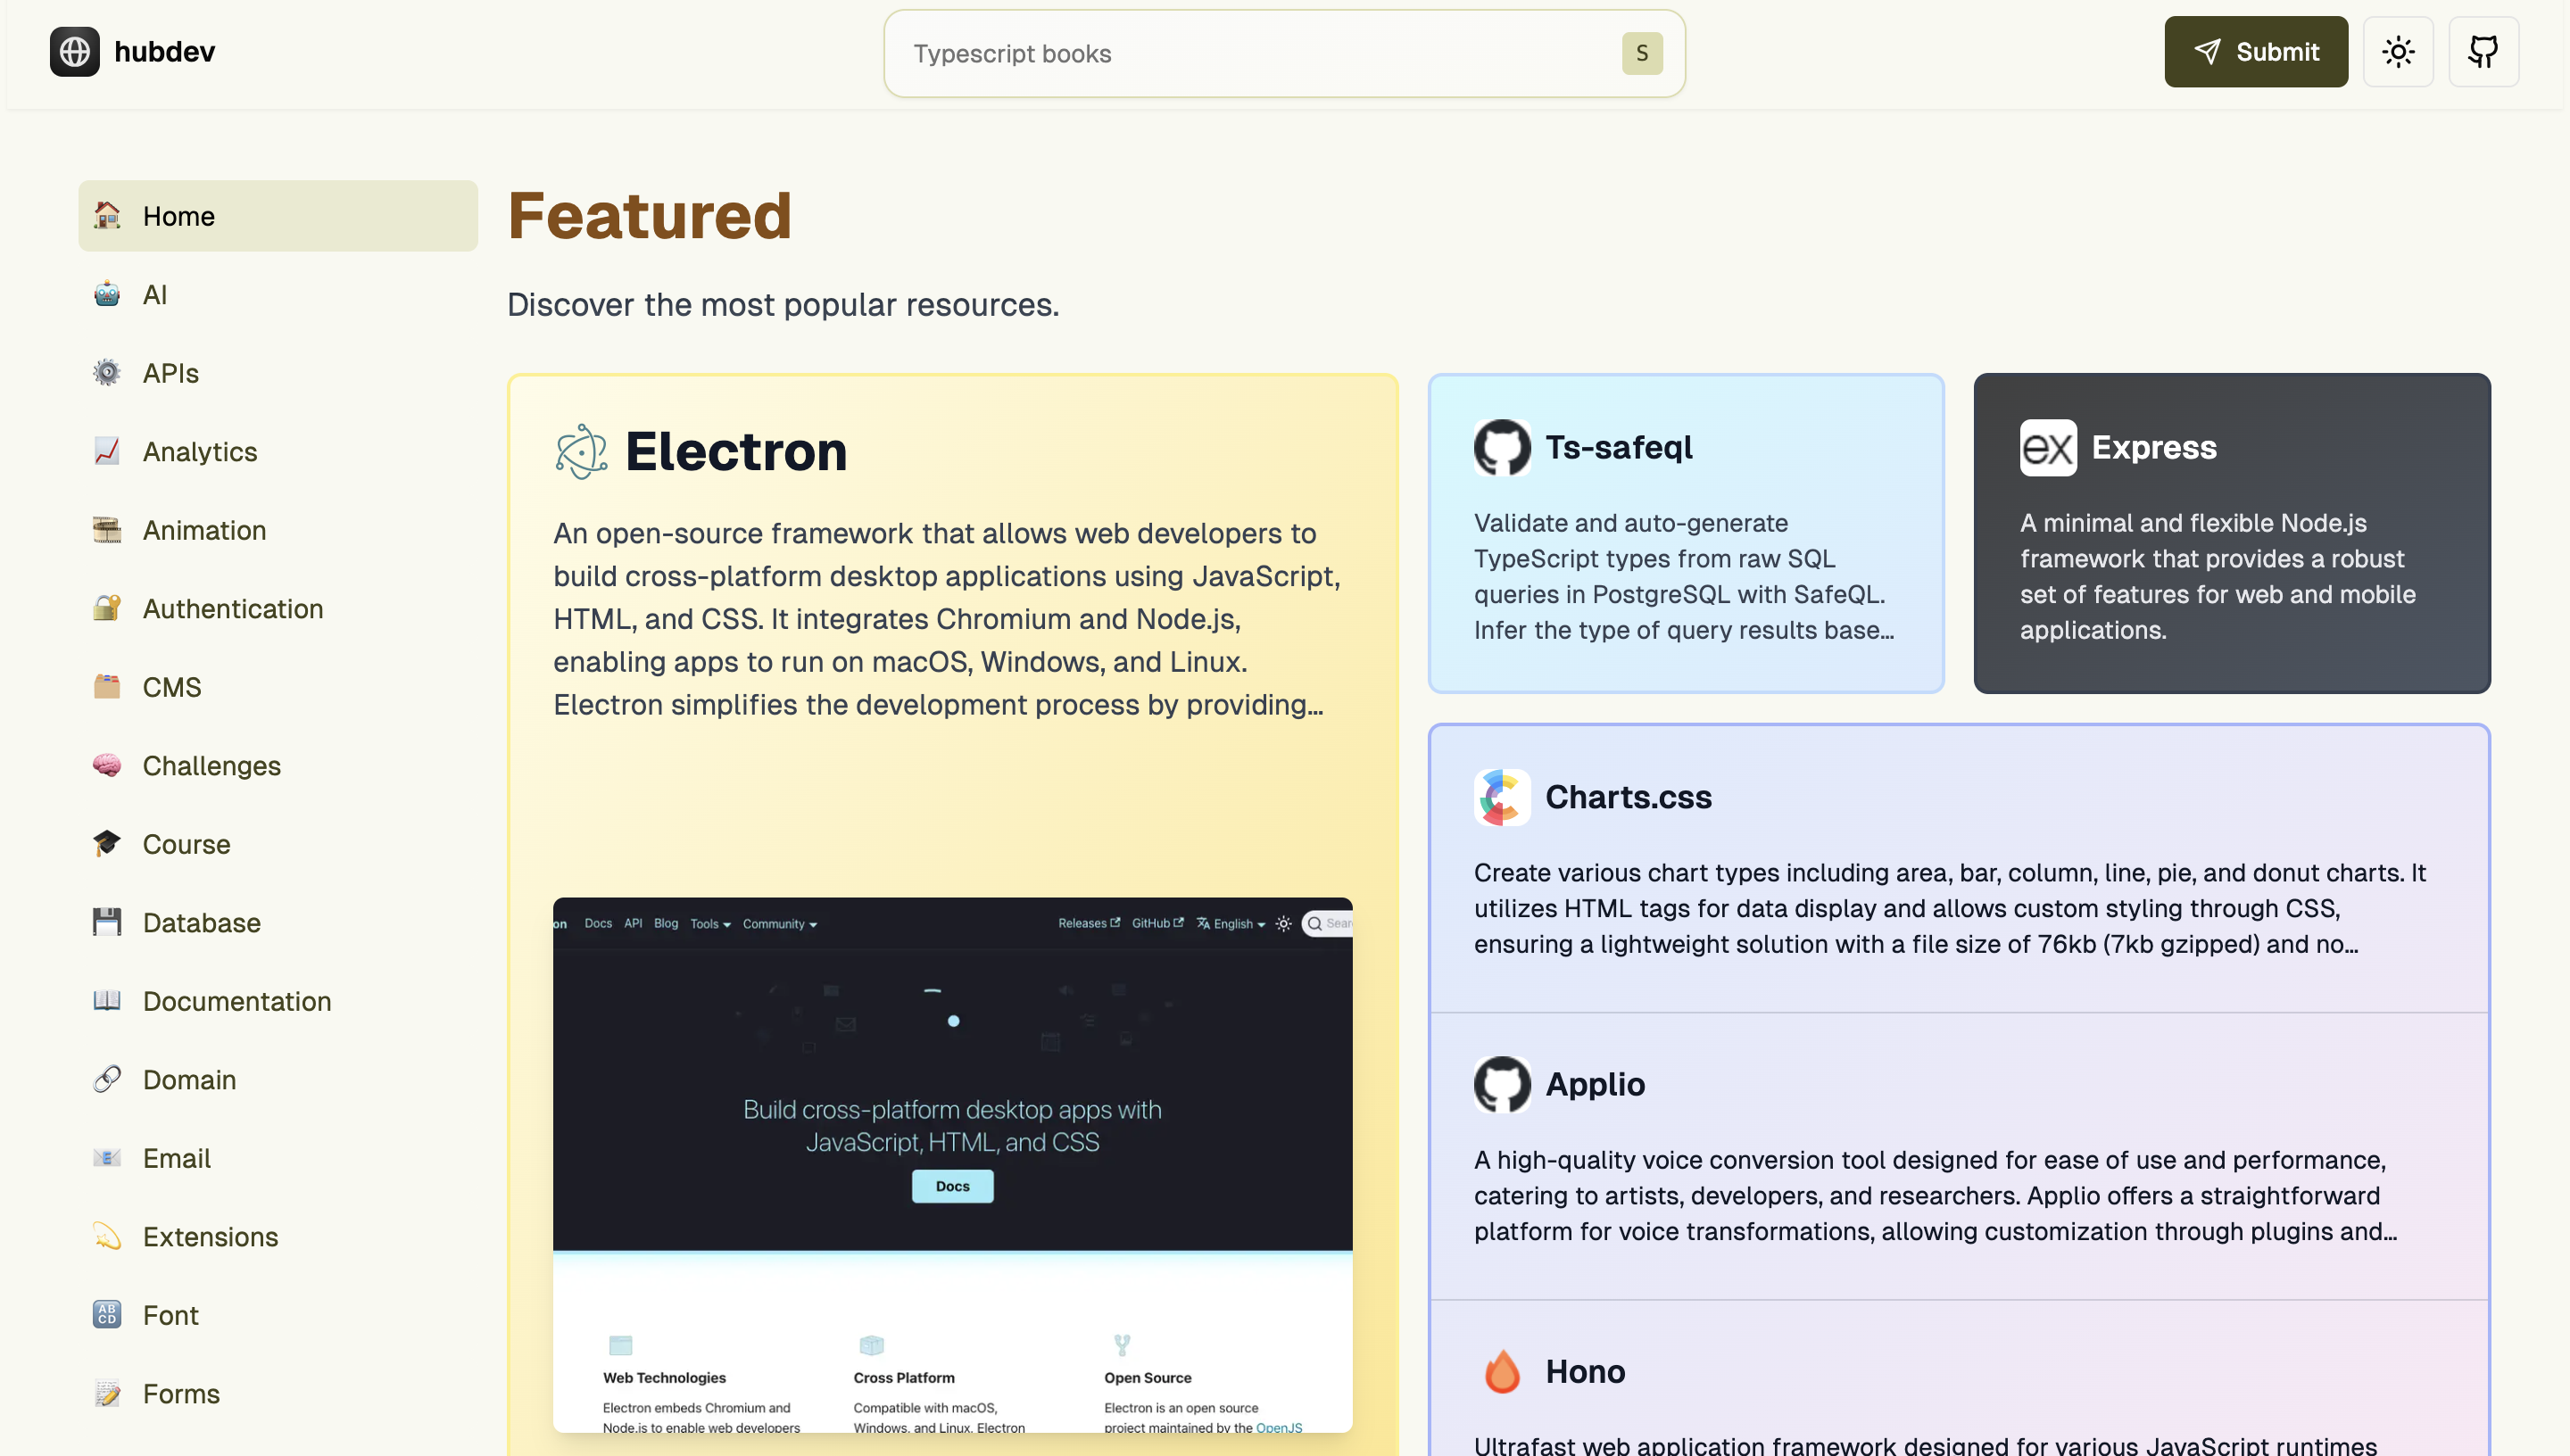 hubdev
Typescript books
S
Submit
Home
AI
APIs
Analytics
Animation
Authentication
CMS
Challenges
Course
Database
Documentation
Domain
Email
Extensions
Font
Forms
Featured
Discover the most popular resources.
Electron
An open-source framework that allows web developers to
build cross-platform desktop applications using JavaScript,
HTML, and CSS. It integrates Chromium and Node.js,
enabling apps to run on macOS, Windows, and Linux.
Electron simplifies the development process by providing…
on Docs API Blog Tools Community Releases GitHub English Sear
Build cross-platform desktop apps with
JavaScript, HTML, and CSS
Docs
Web Technologies
Electron embeds Chromium and
Node.js to enable web developers
Cross Platform
Compatible with macOS,
Windows, and Linux, Electron
Open Source
Electron is an open source
project maintained by the OpenJS
Ts-safeql
Validate and auto-generate
TypeScript types from raw SQL
queries in PostgreSQL with SafeQL.
Infer the type of query results base…
ex
Express
A minimal and flexible Node.js
framework that provides a robust
set of features for web and mobile
applications.
Charts.css
Create various chart types including area, bar, column, line, pie, and donut charts. It
utilizes HTML tags for data display and allows custom styling through CSS,
ensuring a lightweight solution with a file size of 76kb (7kb gzipped) and no…
Applio
A high-quality voice conversion tool designed for ease of use and performance,
catering to artists, developers, and researchers. Applio offers a straightforward
platform for voice transformations, allowing customization through plugins and…
Hono
Ultrafast web application framework designed for various JavaScript runtimes